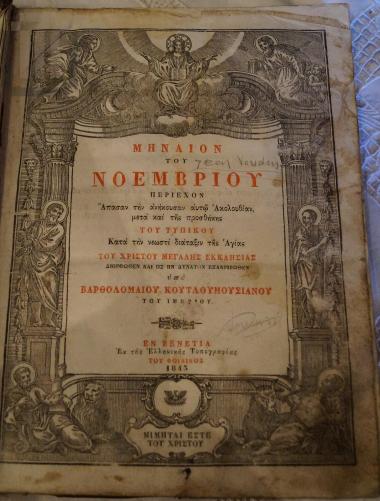 ΜΗΝΑΙΟΝ
ΤΟΥ
ΝΟΕΜΒΡΙΟΥ
ΠΕΡΙΕΧΟΝ
Ἅπασαν τὴν ἀνήκουσαν αὐτῷ Ἀκολουθίαν,
μετὰ καὶ τῆς προσθήκης
ΤΟΥ ΤΥΠΙΚΟΥ
Κατὰ τὴν νεωστὶ διάταξιν τῆς Ἁγίας
ΤΟΥ ΧΡΙΣΤΟΥ ΜΕΓΑΛΗΣ ΕΚΚΛΗΣΙΑΣ
ΔΙΟΡΘΩΘΕΝ ΚΑΙ ΩΣ ΗΝ ΔΥΝΑΤΟΝ ΕΞΑΚΡΙΒΩΘΕΝ
ὑπὸ
ΒΑΡΘΟΛΟΜΑΙΟΥ ΚΟΥΤΛΟΥΜΟΥΣΙΑΝΟΥ
ΤΟΥ ΙΜΒΡΙΟΥ.
ΕΝ ΒΕΝΕΤΙΑ
Ἐκ τῆς Ἑλληνικῆς Τυπογραφίας
ΤΟΥ ΦΟΙΝΙΚΟΣ
1843
ΜΙΜΗΤΑΙ ΕΣΤΕ
ΤΟΥ ΧΡΙΣΤΟΥ